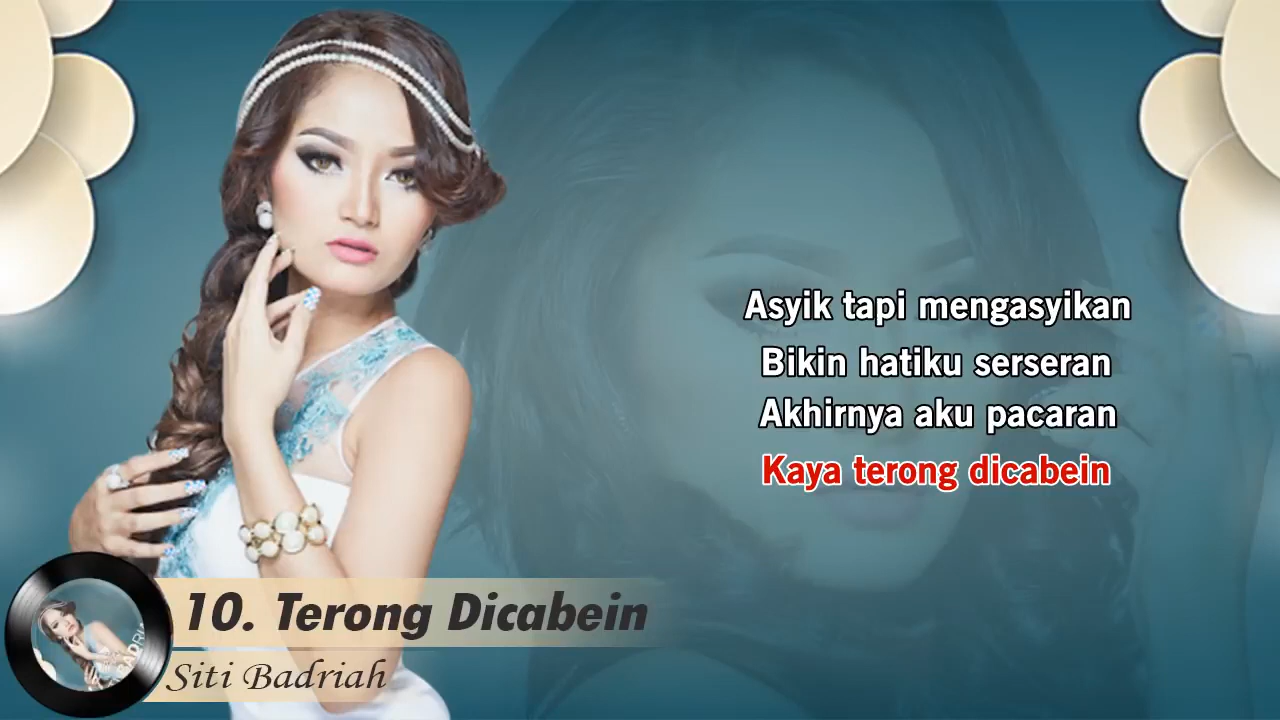 Asyik tapi mengasyikan
Bikin hatiku serseran
Akhirnya aku pacaran
Kaya terong dicabein
10. Terong Dicabein
Siti Badriah